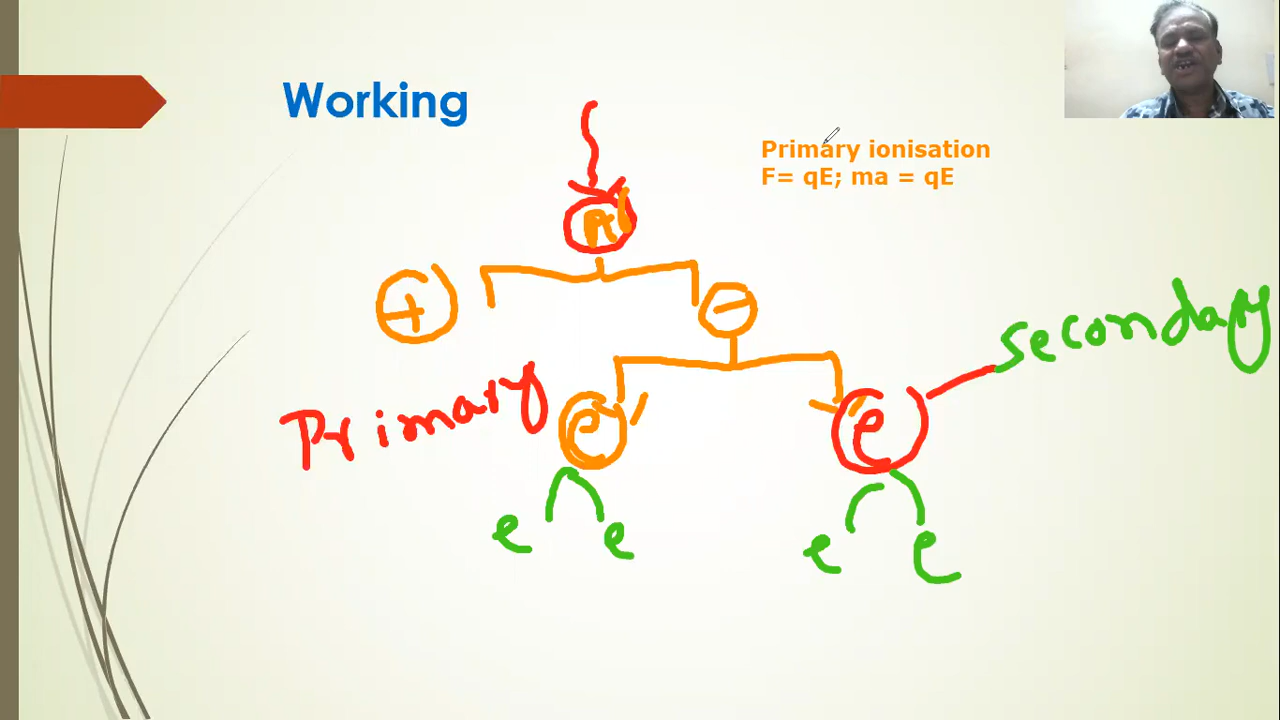 Working
Primary ionisation
F= qE; ma = qE
+
−
secondary
Primary
e e
e e e e